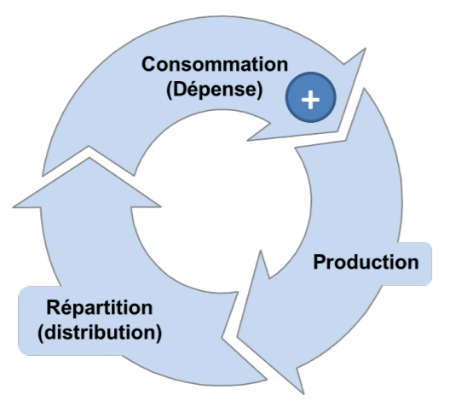 Consommation
(Dépense)
+
Production
Répartition
(distribution)